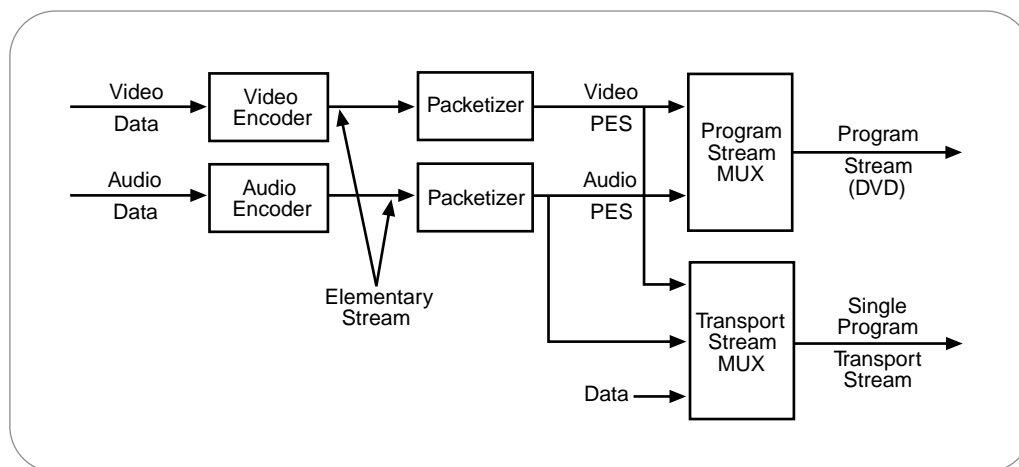 Video
Data
Video
Encoder
Packetizer
Video
PES
Program
Stream
MUX
Program
Stream
(DVD)
Audio
Data
Audio
Encoder
Packetizer
Audio
PES
Elementary
Stream
Transport
Stream
MUX
Single
Program
Transport
Stream
Data